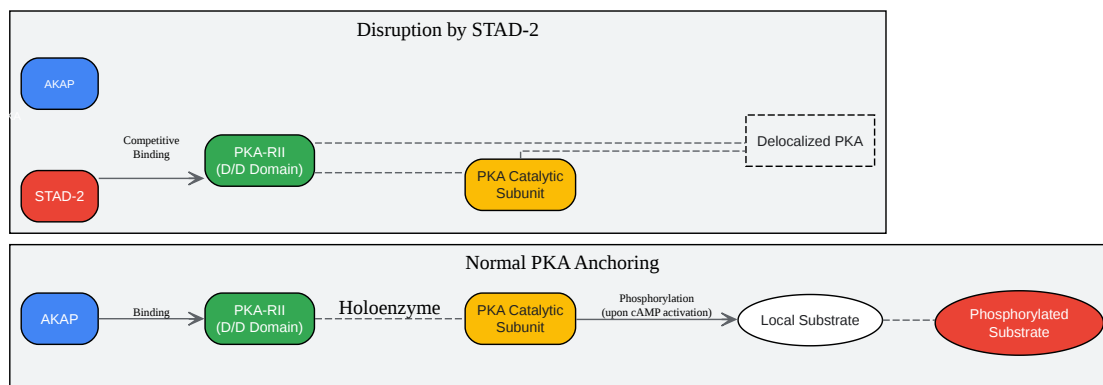 Disruption by STAD-2
AKAP
Competitive
Binding
PKA-RII
(D/D Domain)
Delocalized PKA
PKA Catalytic
Subunit
STAD-2
Normal PKA Anchoring
AKAP
Binding
PKA-RII
(D/D Domain)
Holoenzyme
PKA Catalytic
Subunit
Phosphorylation
(upon cAMP activation)
Local Substrate
Phosphorylated
Substrate